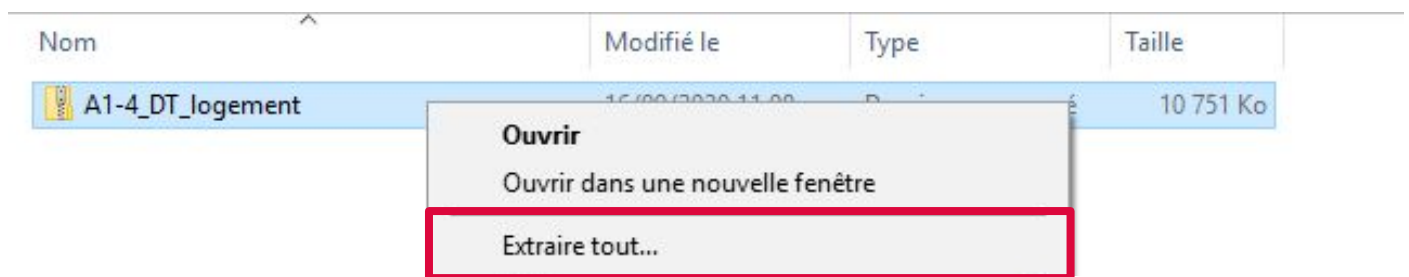 Nom Modifié le Type Taille
A1-4_DT_logement 10 751 Ko
Ouvrir
Ouvrir dans une nouvelle fenêtre
Extraire tout...